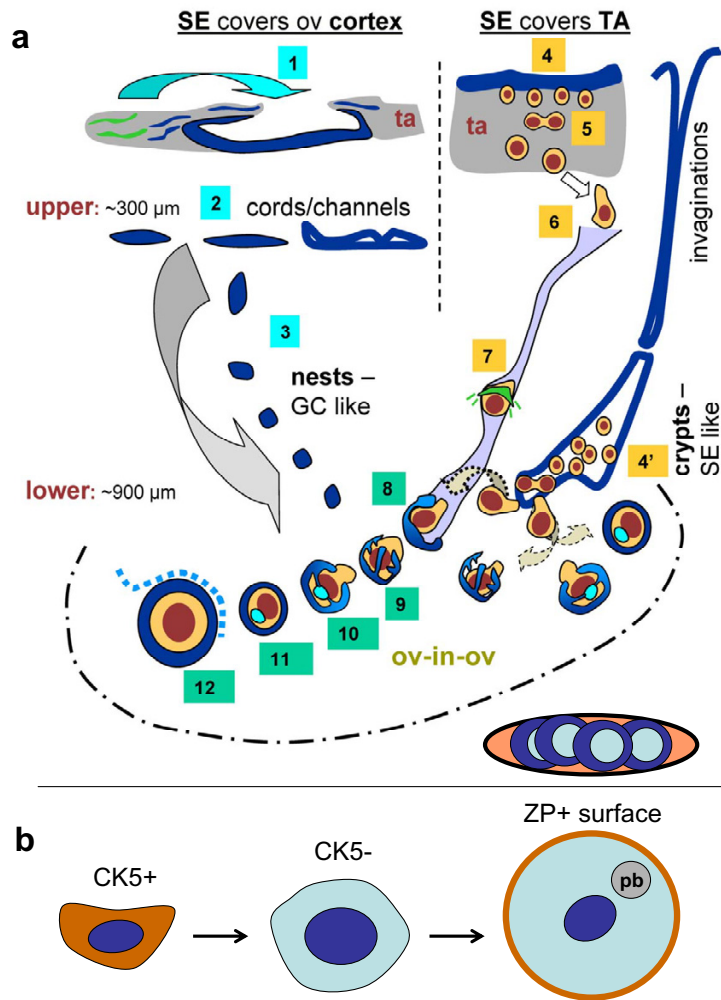 a
SE covers ov cortex
SE covers TA
1
4
ta
ta
5
upper: ~300 µm
2
cords/channels
6
invaginations
3
7
nests –
GC like
crypts –
SE like
4’
lower: ~900 µm
8
9
10
11
12
ov-in-ov
b
CK5+
CK5-
ZP+ surface
pb